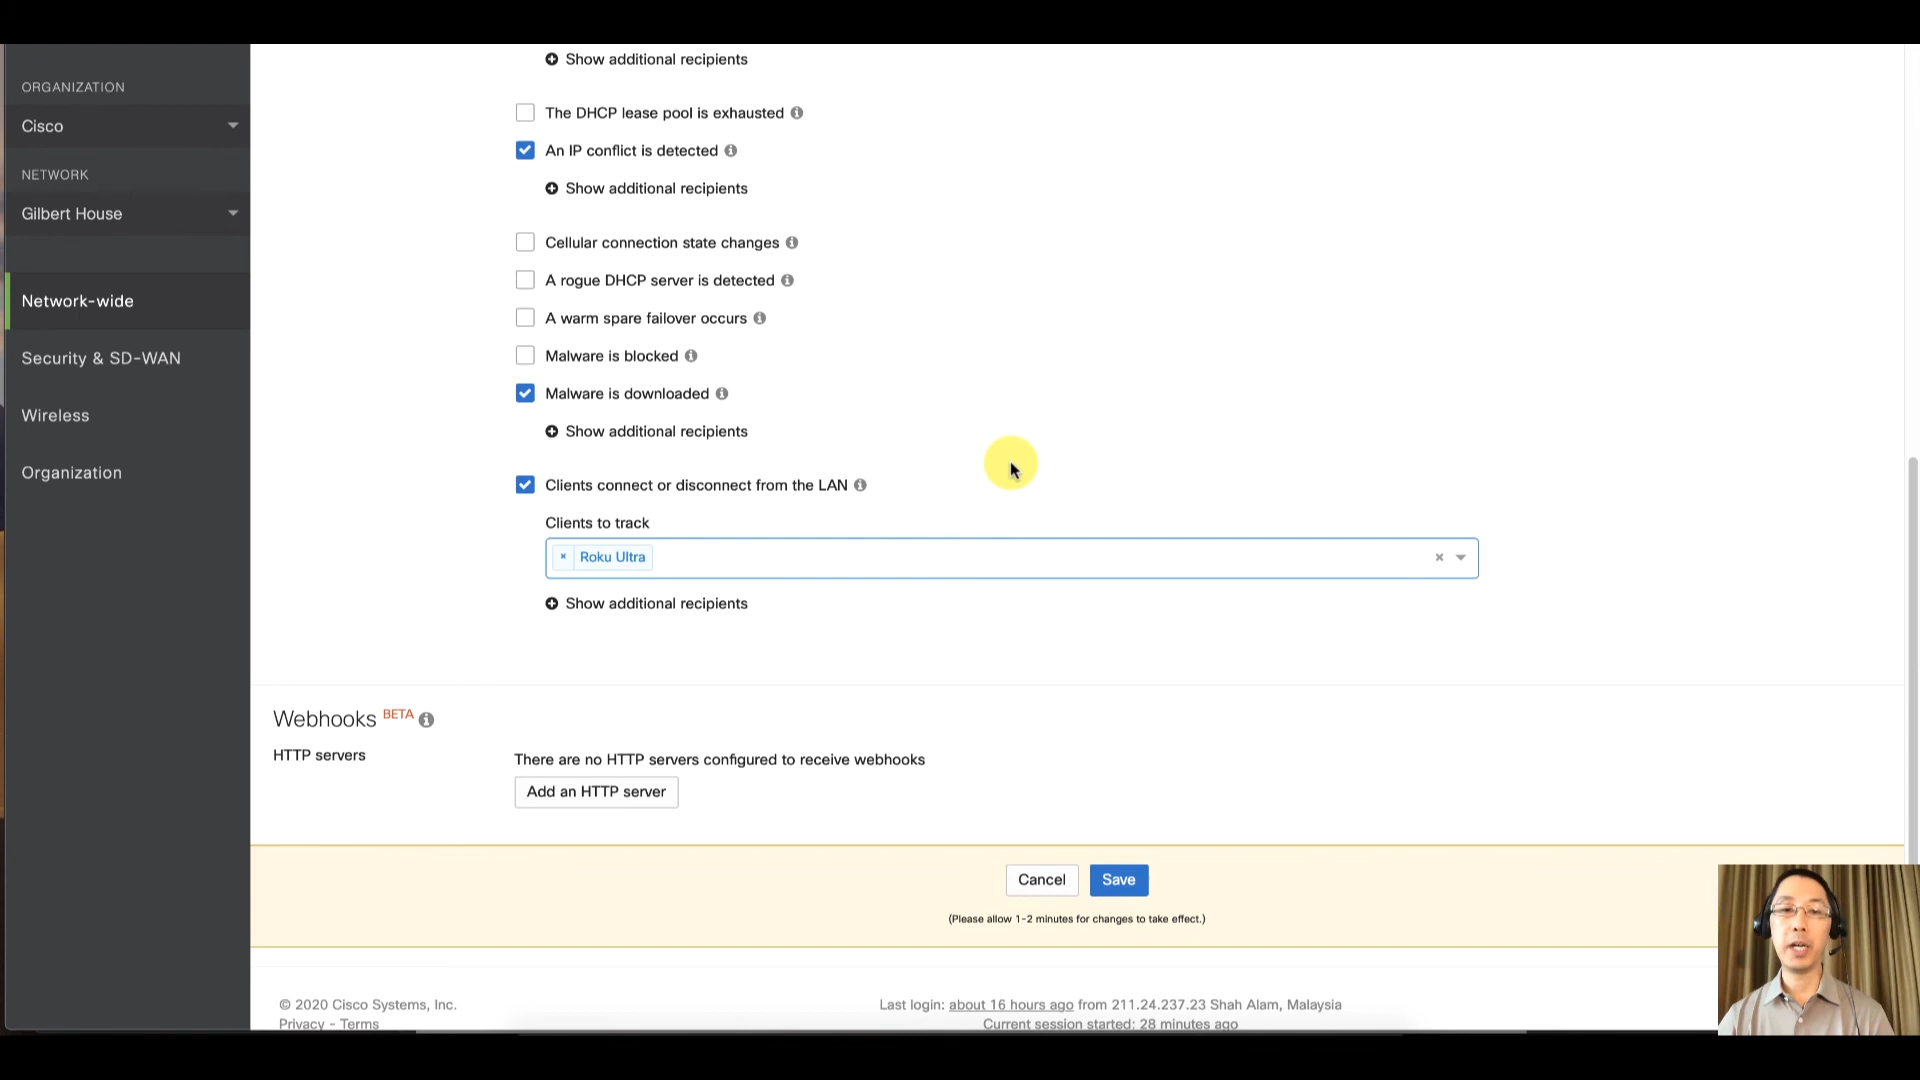 Show additional recipients
ORGANIZATION
The DHCP lease pool is exhausted
Cisco
An IP conflict is detected
NETWORK
Show additional recipients
Gilbert House
Cellular connection state changes
A rogue DHCP server is detected
Network-wide
A warm spare failover occurs
Security & SD-WAN
Malware is blocked
Malware is downloaded
Wireless
Show additional recipients
Organization
Clients connect or disconnect from the LAN
Clients to track
× Roku Ultra
Show additional recipients
Webhooks BETA
HTTP servers
There are no HTTP servers configured to receive webhooks
Add an HTTP server
Cancel
Save
(Please allow 1-2 minutes for changes to take effect.)
© 2020 Cisco Systems, Inc.
Last login: about 16 hours ago from 211.24.237.23 Shah Alam, Malaysia
Privacy - Terms
Current session started: 28 minutes ago